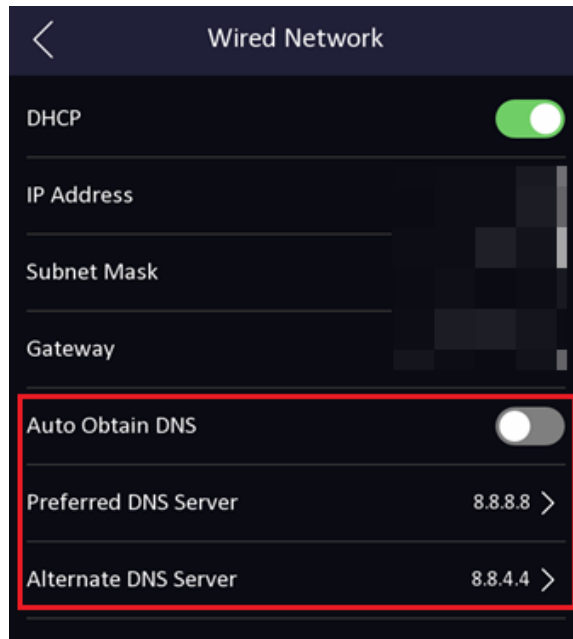 Wired Network
DHCP
IP Address
Subnet Mask
Gateway
Auto Obtain DNS
Preferred DNS Server 8.8.8.8
Alternate DNS Server 8.8.4.4